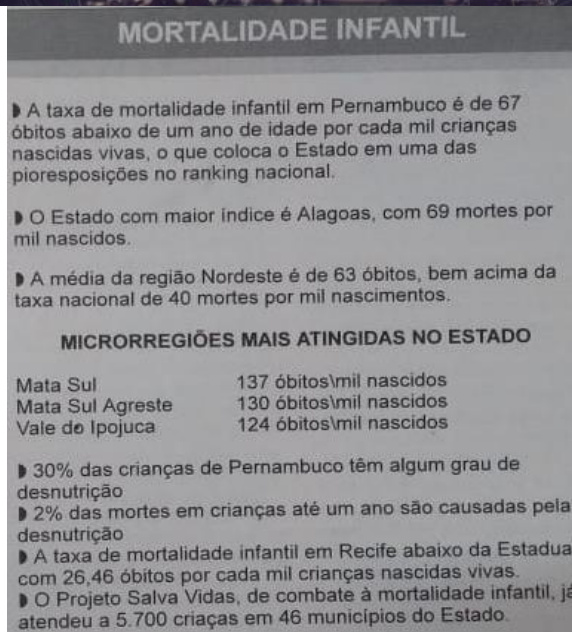 MORTALIDADE INFANTIL
◗ A taxa de mortalidade infantil em Pernambuco é de 67
óbitos abaixo de um ano de idade por cada mil crianças
nascidas vivas, o que coloca o Estado em uma das
pioresposições no ranking nacional.
◗ O Estado com maior indice é Alagoas, com 69 mortes por
mil nascidos.
◗ A média da região Nordeste é de 63 óbitos, bem acima da
taxa nacional de 40 mortes por mil nascimentos.
MICRORREGIÕES MAIS ATINGIDAS NO ESTADO
Mata Sul 137 óbitos\mil nascidos
Mata Sul Agreste 130 óbitos\mil nascidos
Vale do Ipojuca 124 óbitos\mil nascidos
◗ 30% das crianças de Pernambuco têm algum grau de
desnutrição
◗ 2% das mortes em crianças até um ano são causadas pela
desnutrição
◗ A taxa de mortalidade infantil em Recife abaixo da Estadua
com 26,46 óbitos por cada mil crianças nascidas vivas.
◗ O Projeto Salva Vidas, de combate à mortalidade infantil, já
atendeu a 5.700 criaças em 46 municípios do Estado.